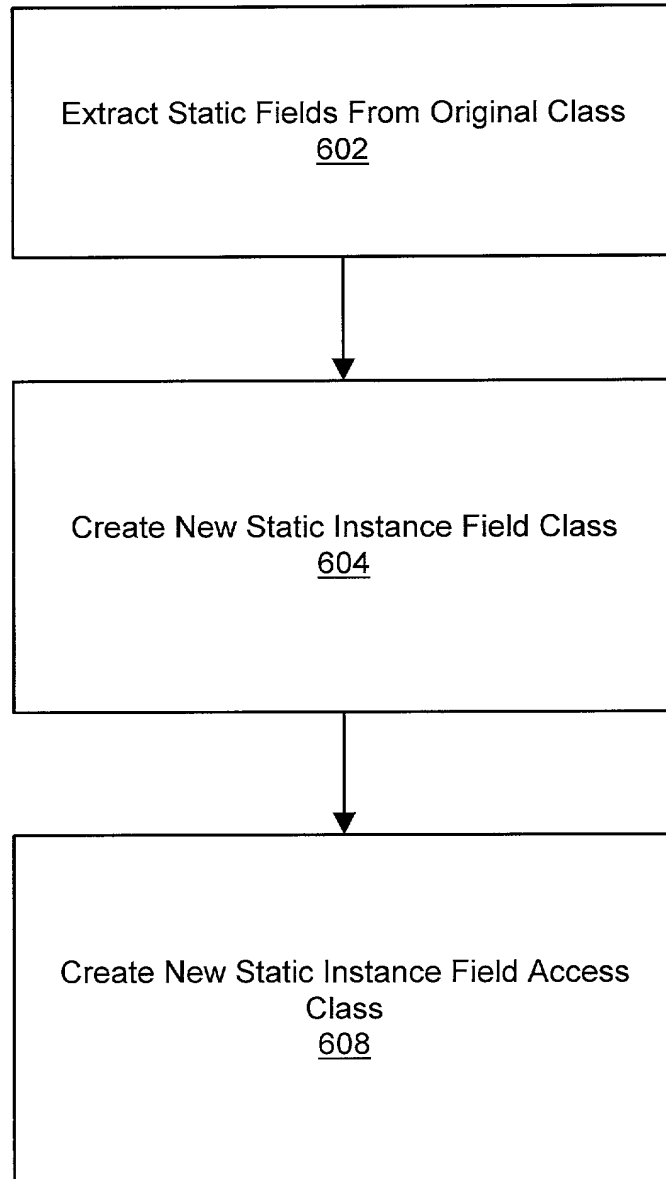 Extract Static Fields From Original Class
602
Create New Static Instance Field Class
604
Create New Static Instance Field Access
Class
608